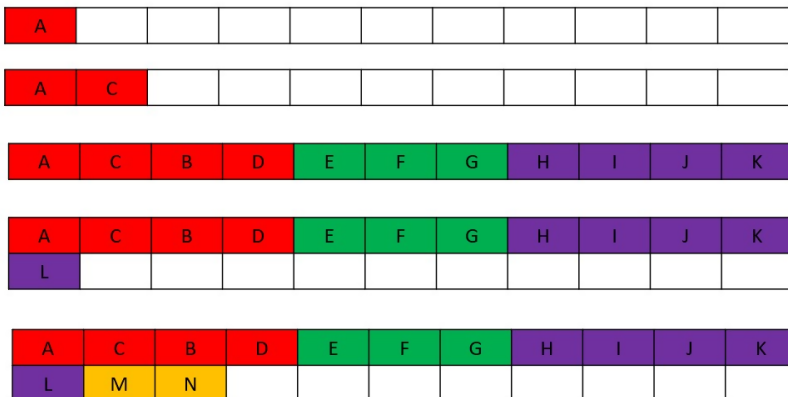 A
A C
A C B D E F G H I J K
A C B D E F G H I J K
L
A C B D E F G H I J K
L M N